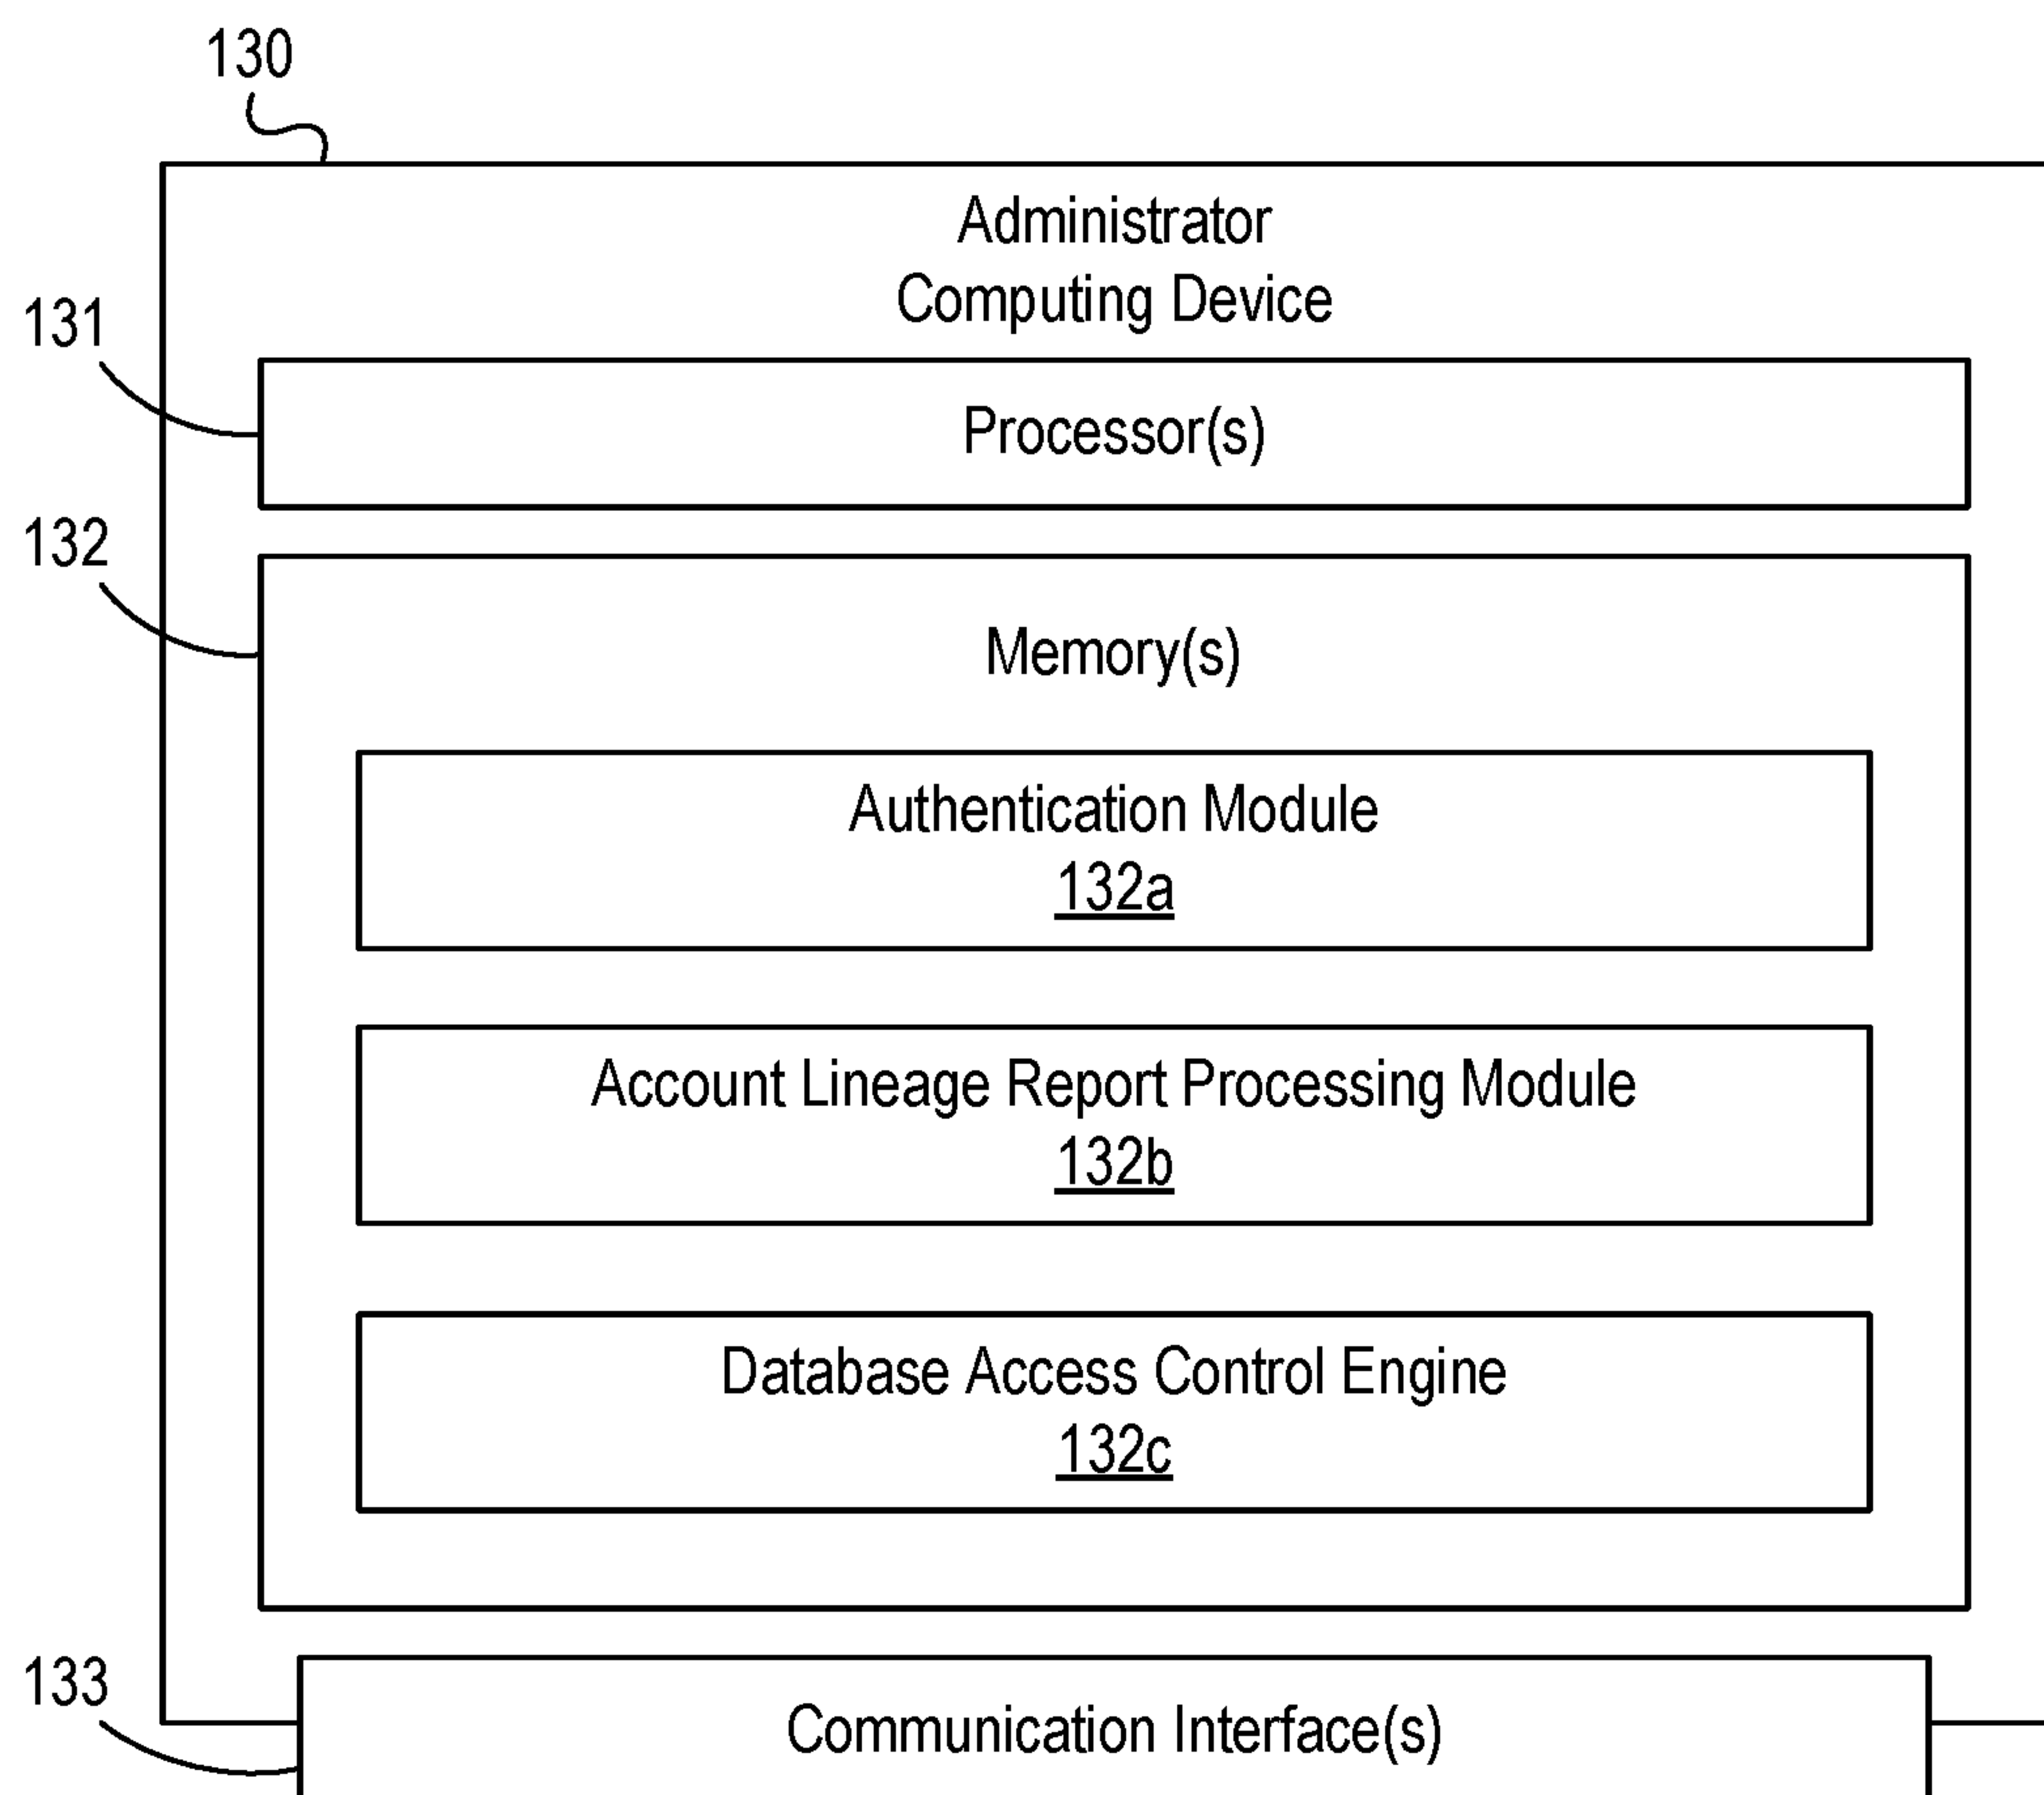 130
Administrator
Computing Device
131
Processor(s)
132
Memory(s)
Authentication Module
132a
Account Lineage Report Processing Module
132b
Database Access Control Engine
132c
133
Communication Interface(s)